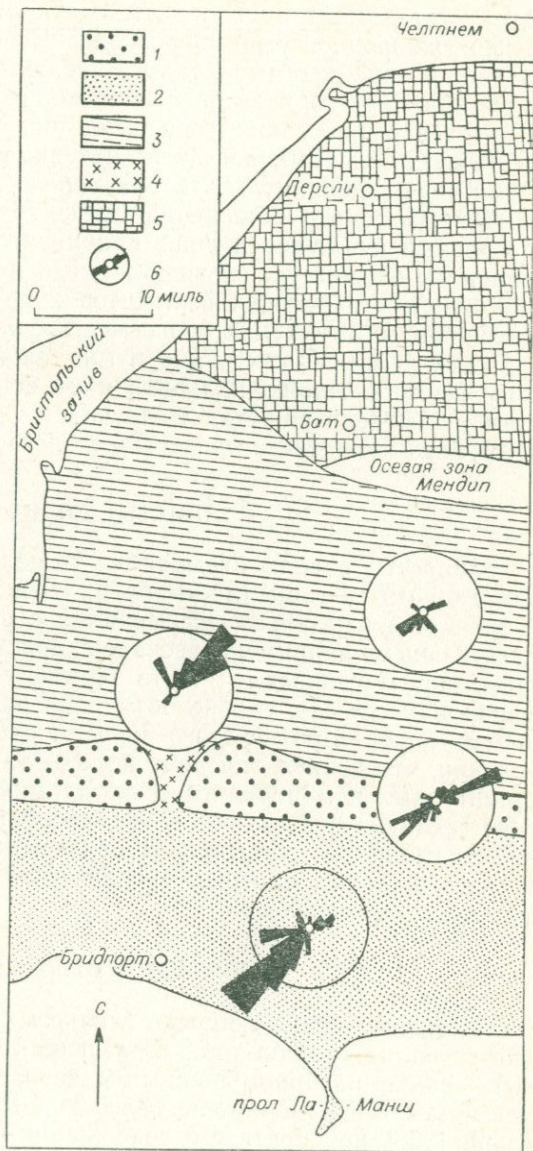 Челтнем
1
2
3
4
5
6
0 10 миль
Дерсли
Бристольский
залив
Бат
Осевая зона
Мендип
Бридпорт
С
прол Ла-Манш